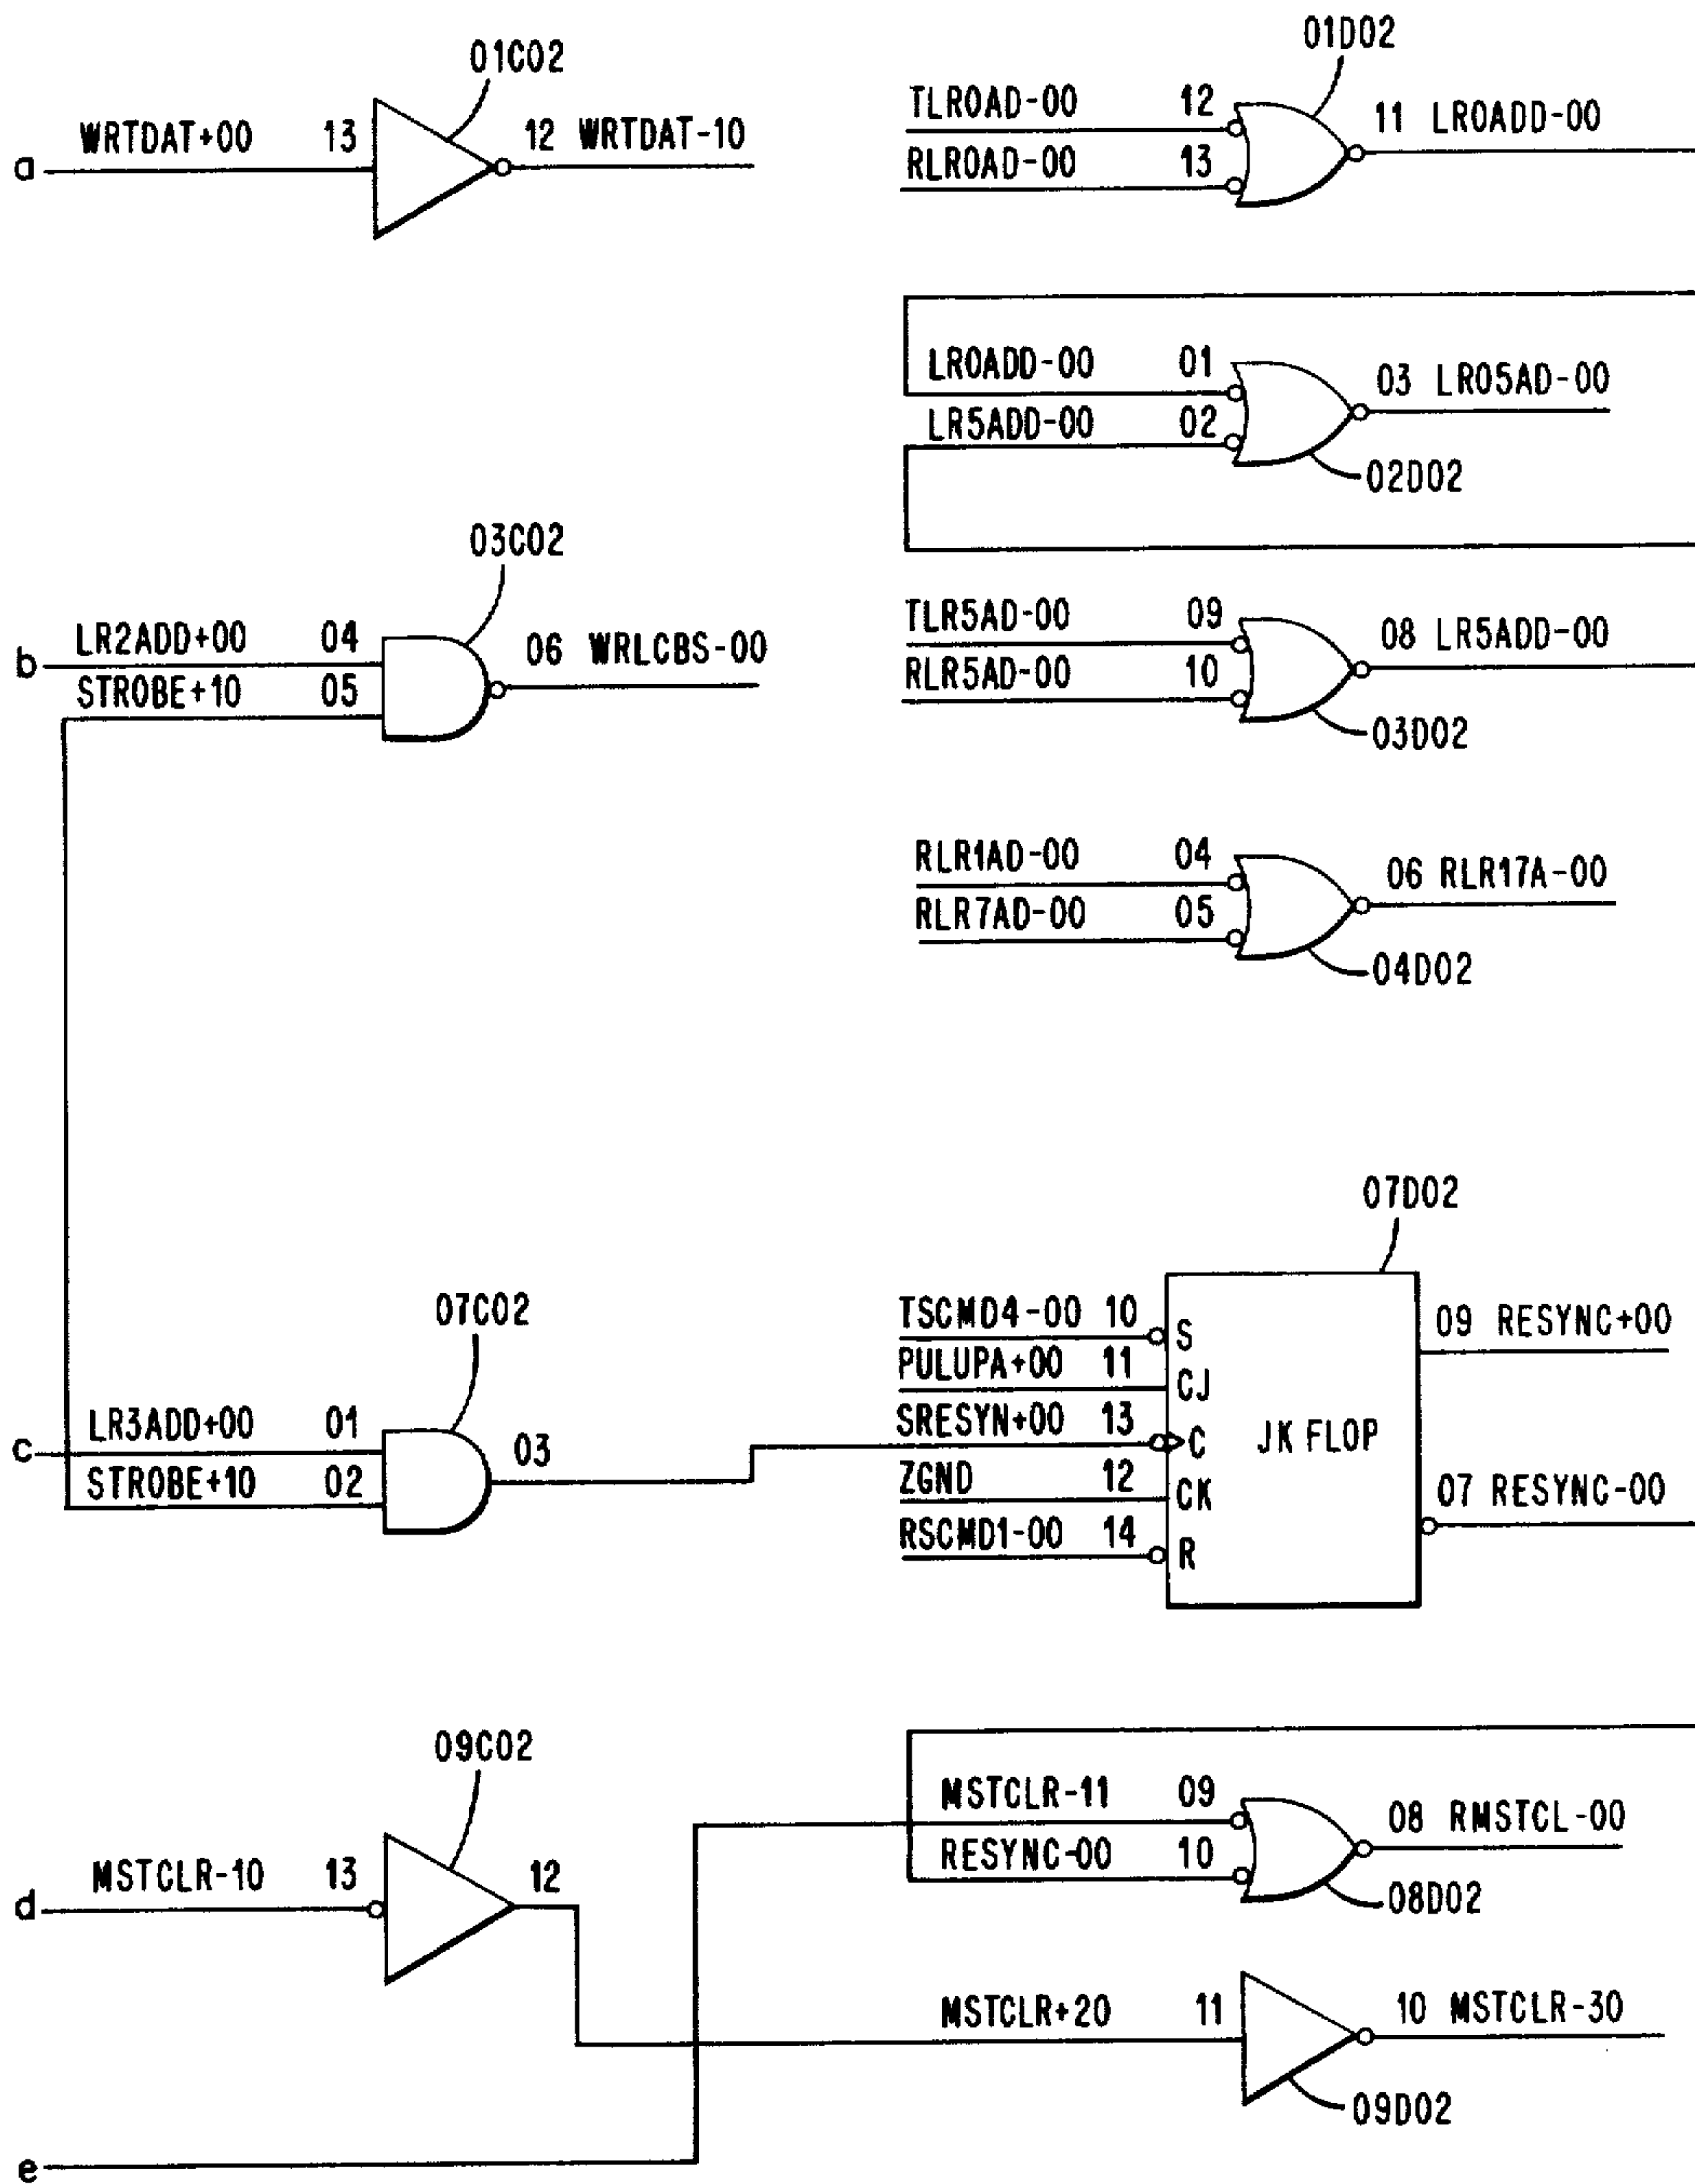 01C02
WRTDAT+00 13
12 WRTDAT-10
a
01D02
TLR0AD-00 12
RLR0AD-00 13
11 LR0ADD-00
LR0ADD-00 01
LR5ADD-00 02
03 LR05AD-00
02D02
03C02
LR2ADD+00 04
b
STROBE+10 05
06 WRLCBS-00
TLR5AD-00 09
RLR5AD-00 10
08 LR5ADD-00
03D02
RLR1AD-00 04
RLR7AD-00 05
06 RLR17A-00
04D02
07C02
LR3ADD+00 01
c
STROBE+10 02
03
07D02
TSCMD4-00 10 S
PULUPA+00 11 CJ
SRESYN+00 13 C
ZGND 12 CK
RSCMD1-00 14 R
JK FLOP
09 RESYNC+00
07 RESYNC-00
09C02
MSTCLR-10 13
d
12
MSTCLR-11 09
RESYNC-00 10
08 RMSTCL-00
08D02
MSTCLR+20 11
10 MSTCLR-30
09D02
e